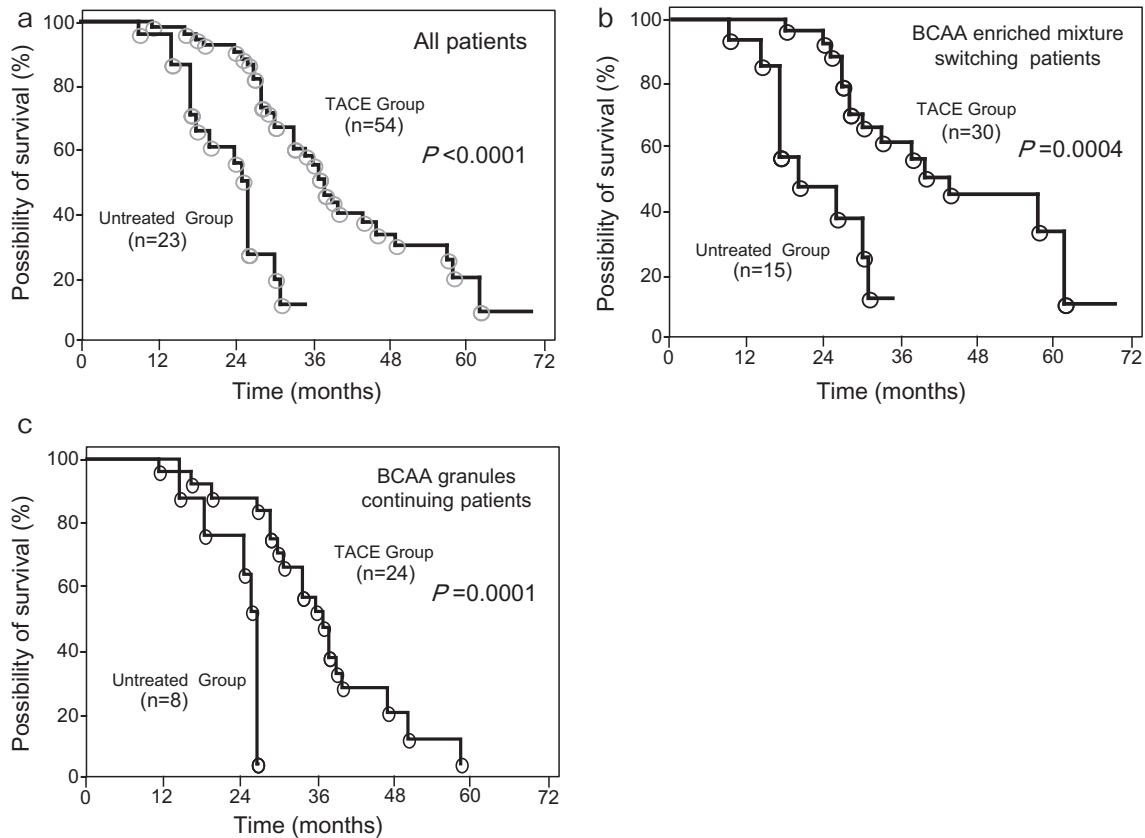 a
Possibility of survival (%)
100
80
60
40
20
0
All patients
TACE Group
(n=54)
P<0.0001
Untreated Group
(n=23)
0 12 24 36 48 60 72
Time (months)
b
Possibility of survival (%)
100
80
60
40
20
0
BCAA enriched mixture
switching patients
TACE Group
(n=30)
P=0.0004
Untreated Group
(n=15)
0 12 24 36 48 60 72
Time (months)
c
Possibility of survival (%)
100
80
60
40
20
0
BCAA granules
continuing patients
TACE Group
(n=24)
P=0.0001
Untreated Group
(n=8)
0 12 24 36 48 60 72
Time (months)